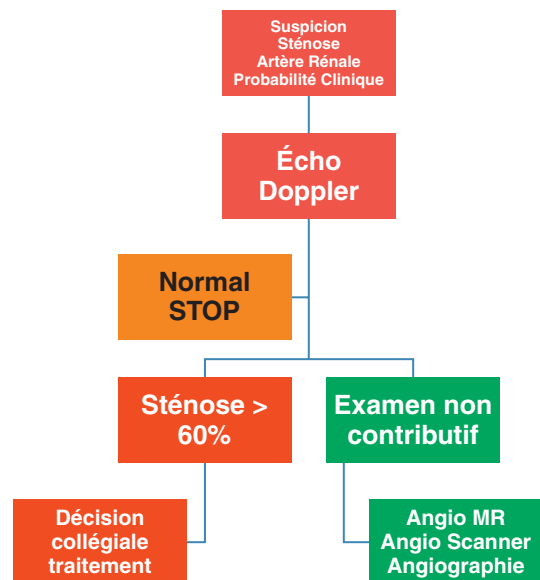 Suspicion
Sténose
Artère Rénale
Probabilité Clinique
Écho
Doppler
Normal
STOP
Sténose >
60%
Examen non
contributif
Décision
collégiale
traitement
Angio MR
Angio Scanner
Angiographie